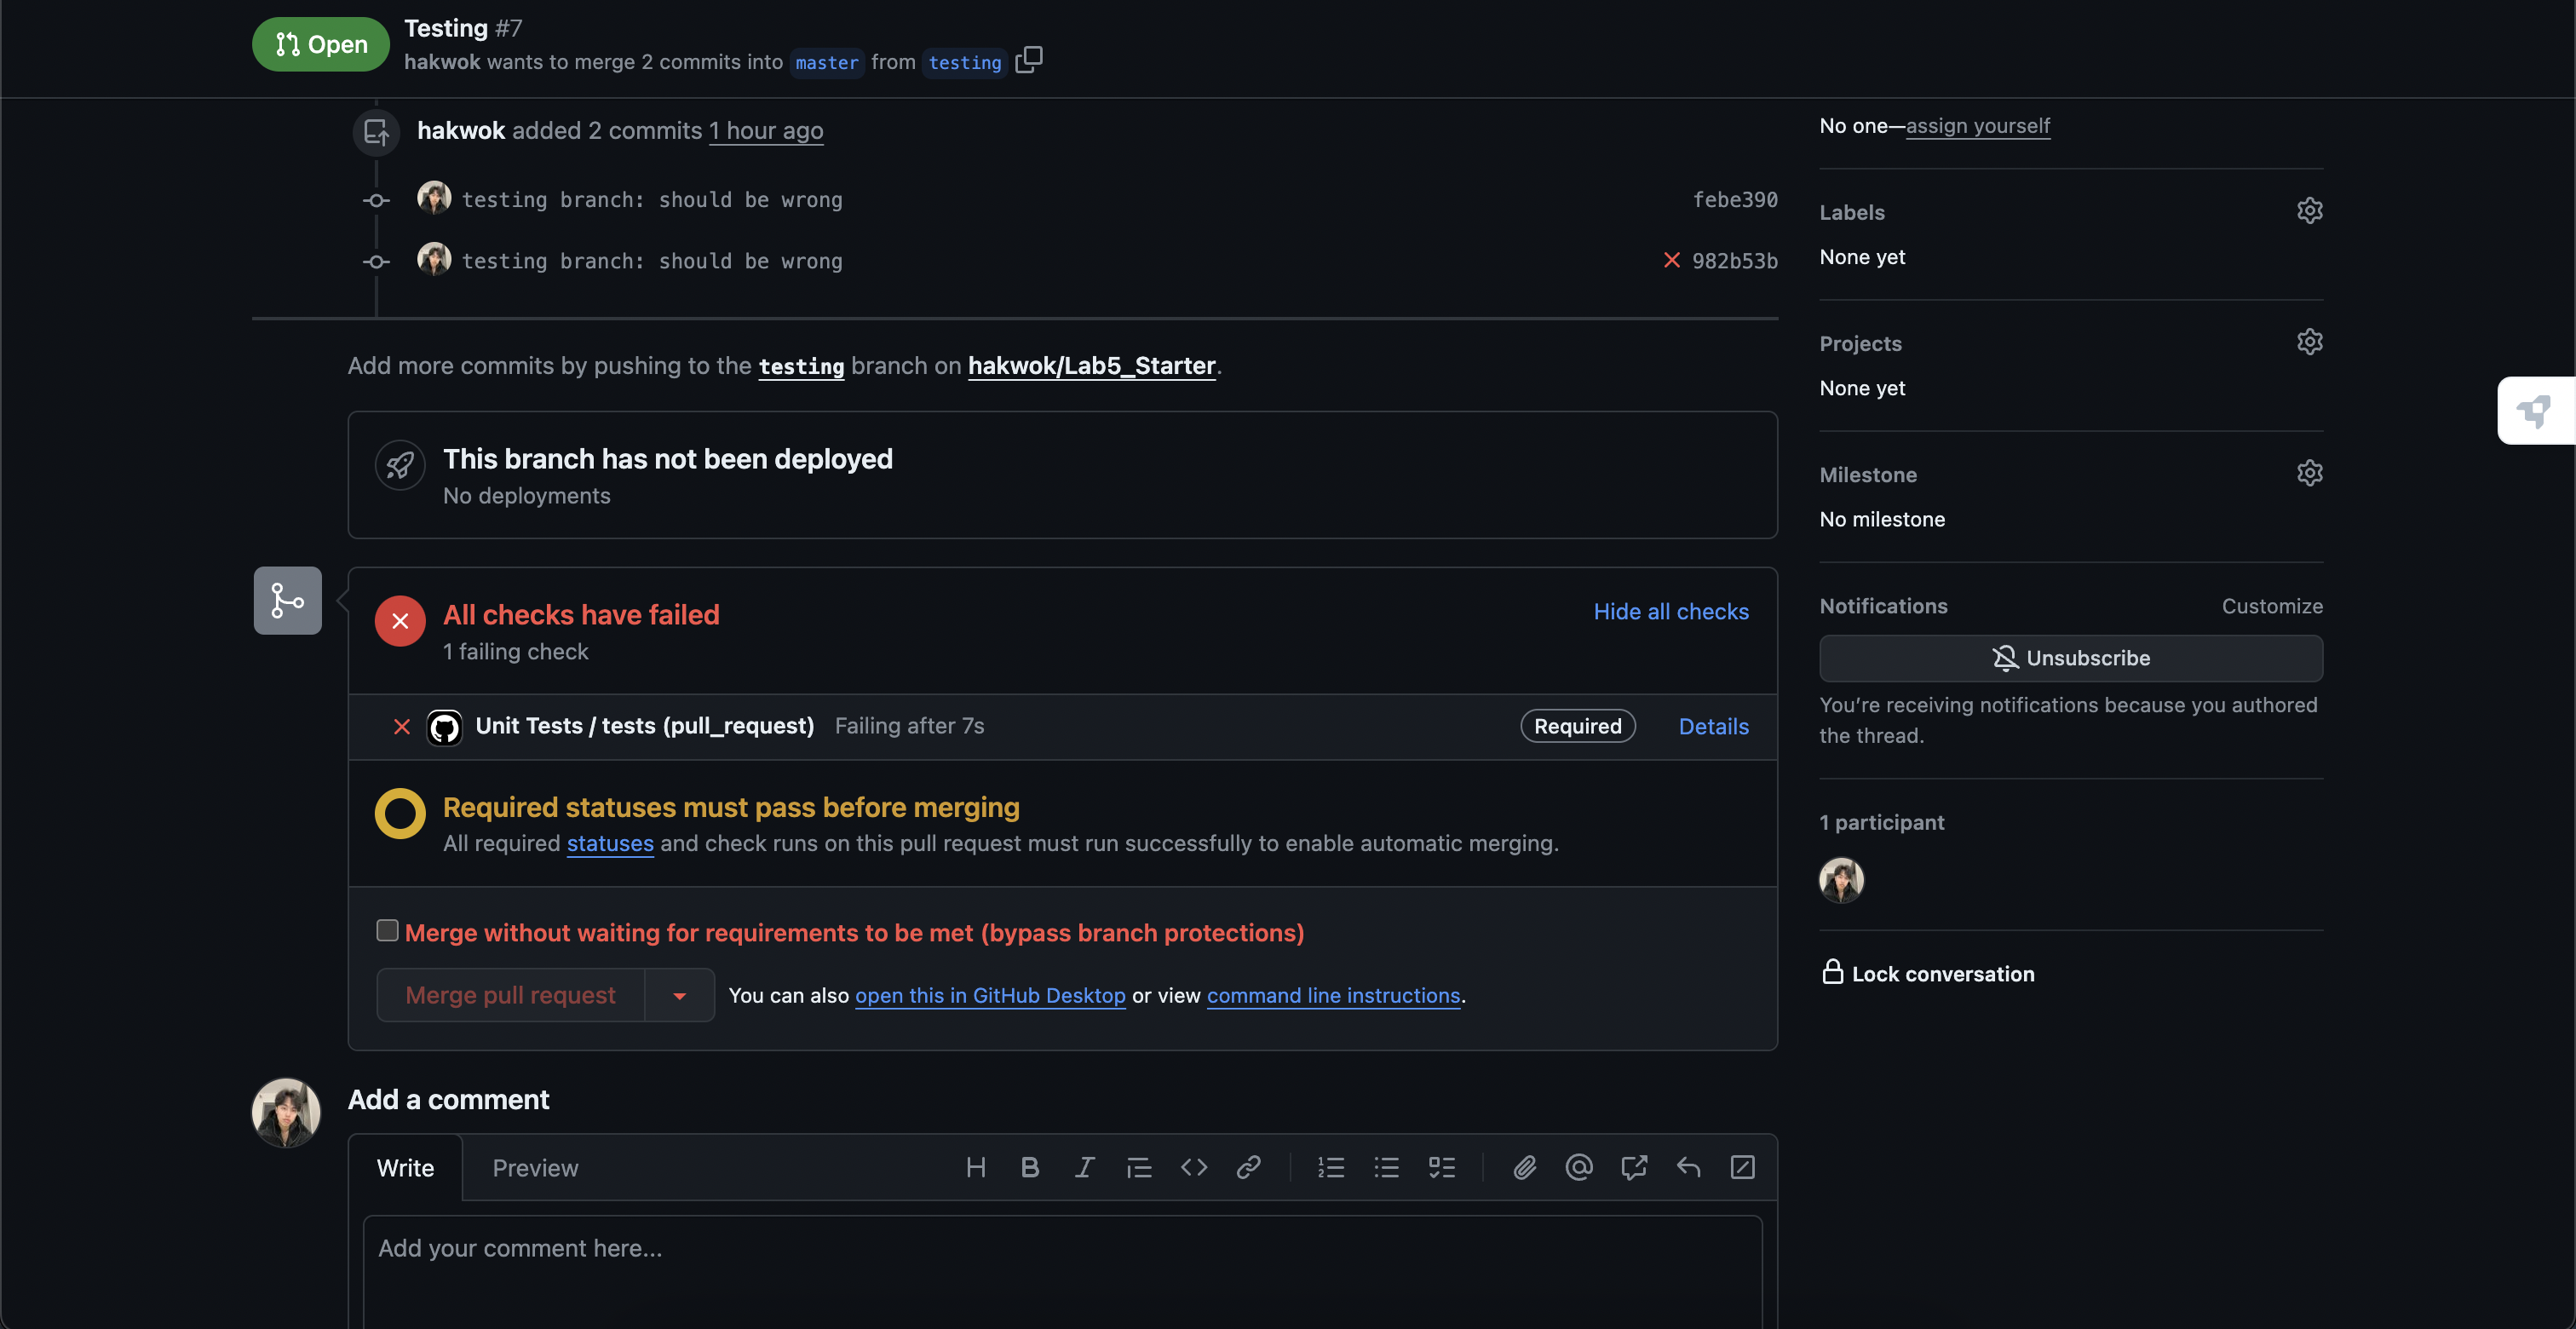 Open
Testing #7
hakwok wants to merge 2 commits into master from testing
hakwok added 2 commits 1 hour ago
testing branch: should be wrong febe390
testing branch: should be wrong 982b53b
Add more commits by pushing to the testing branch on hakwok/Lab5_Starter.
This branch has not been deployed
No deployments
All checks have failed
Hide all checks
1 failing check
Unit Tests / tests (pull_request) Failing after 7s Required Details
Required statuses must pass before merging
All required statuses and check runs on this pull request must run successfully to enable automatic merging.
Merge without waiting for requirements to be met (bypass branch protections)
Merge pull request You can also open this in GitHub Desktop or view command line instructions.
Add a comment
Write Preview
Add your comment here...
No one—assign yourself
Labels
None yet
Projects
None yet
Milestone
No milestone
Notifications Customize
Unsubscribe
You’re receiving notifications because you authored
the thread.
1 participant
Lock conversation